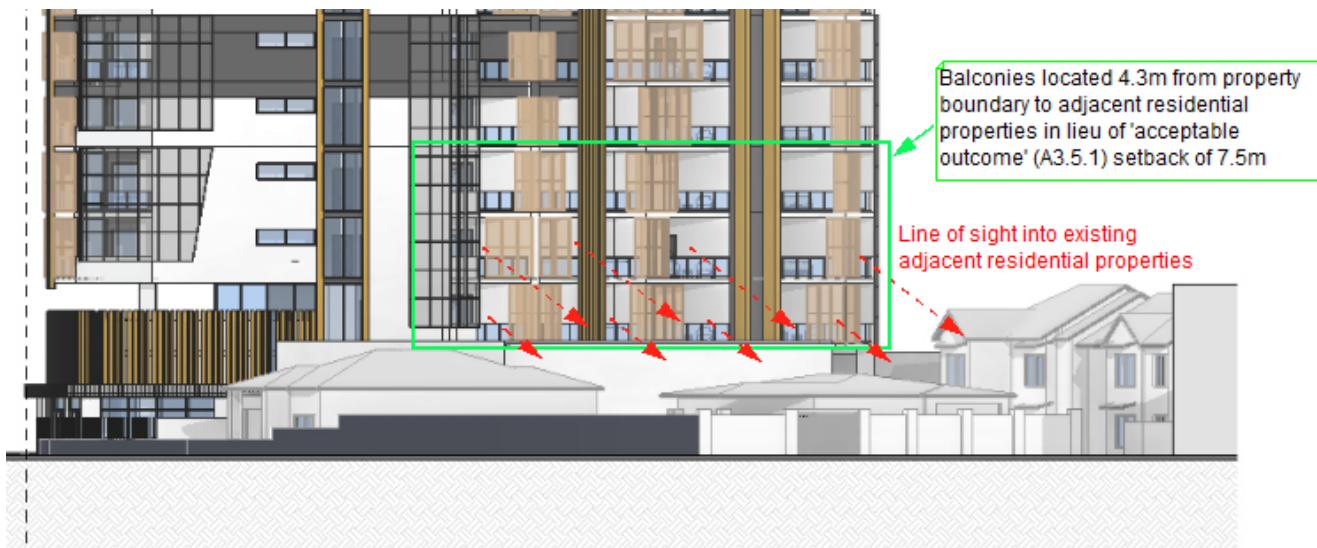 Balconies located 4.3m from property
boundary to adjacent residential
properties in lieu of 'acceptable
outcome' (A3.5.1) setback of 7.5m
Line of sight into existing
adjacent residential properties